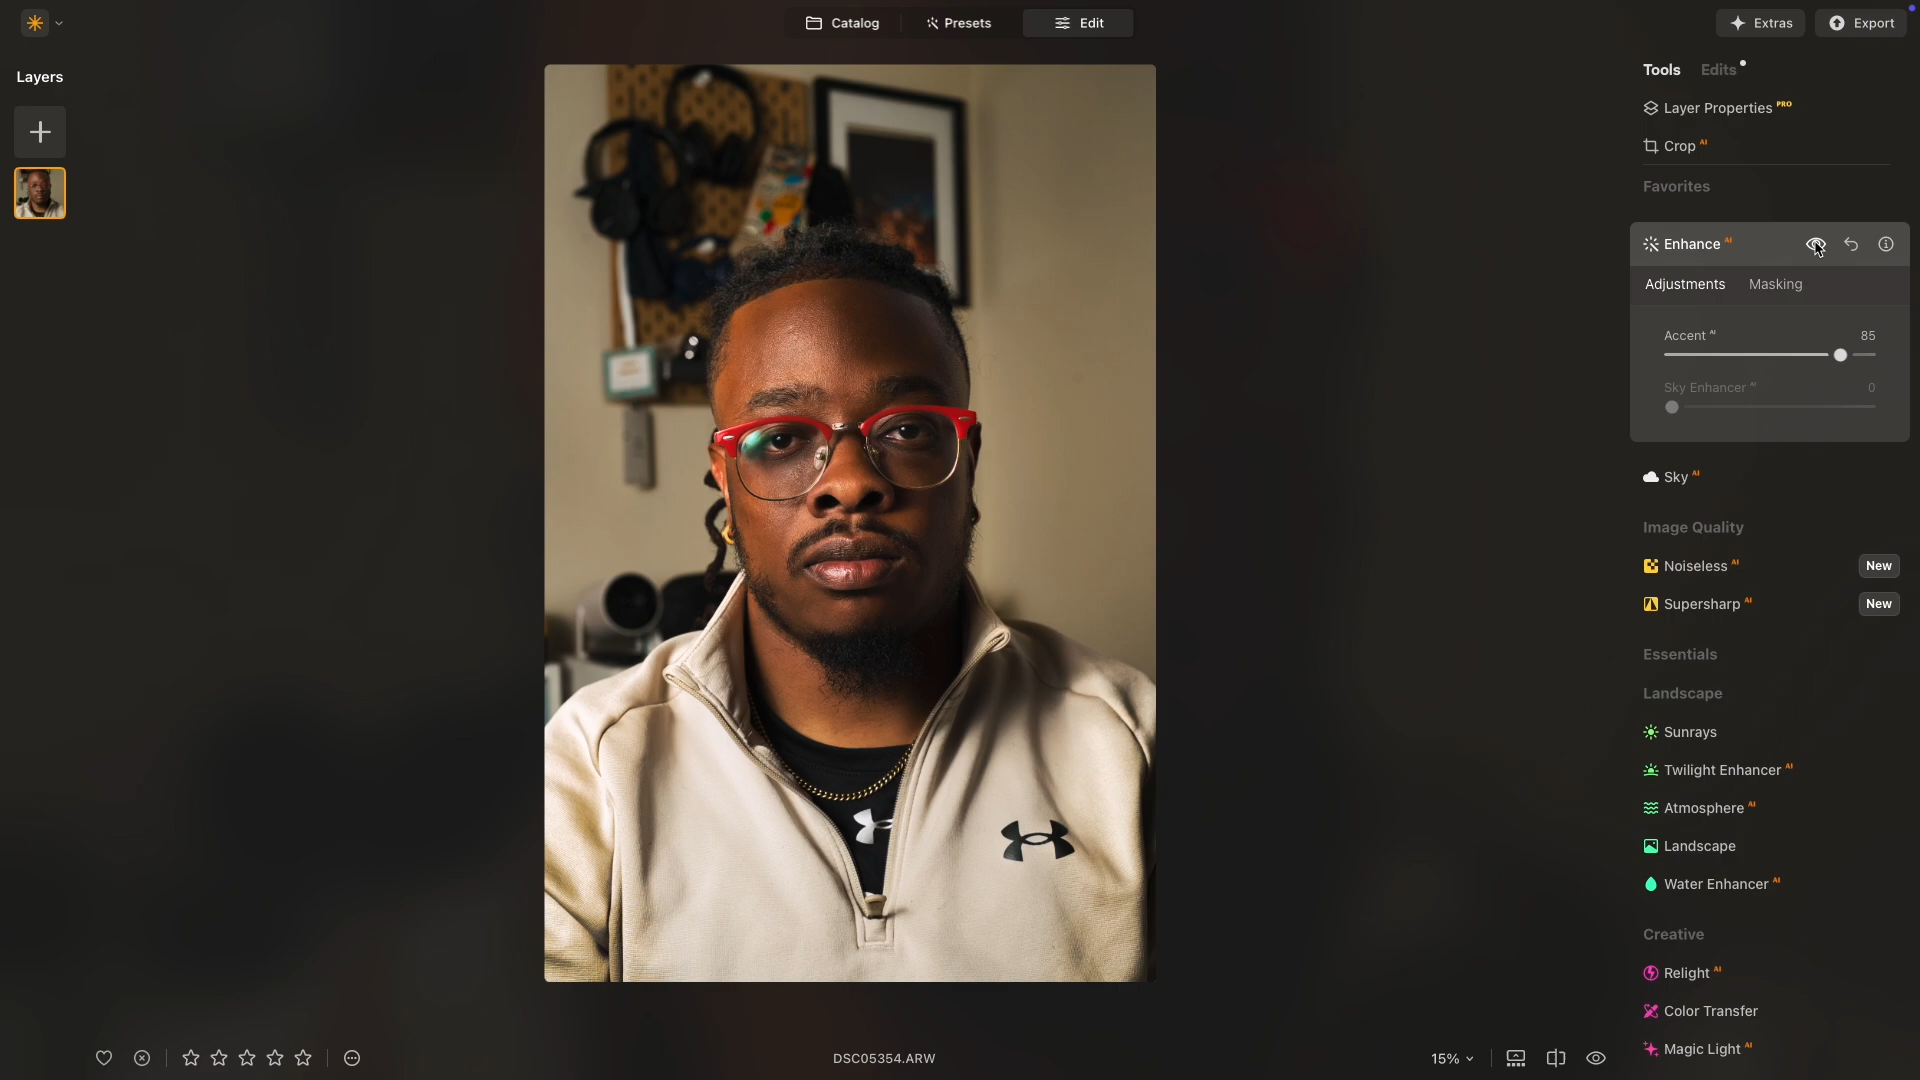 Catalog
Presets
Edit
Extras
Export
Layers
Tools Edits
Layer Properties PRO
Crop AI
Favorites
Enhance AI
Adjustments Masking
Accent AI 85
Sky Enhancer AI 0
Sky AI
Image Quality
Noiseless AI New
Supersharp AI New
Essentials
Landscape
Sunrays
Twilight Enhancer AI
Atmosphere AI
Landscape
Water Enhancer AI
Creative
Relight AI
Color Transfer
Magic Light AI
DSC05354.ARW
15%